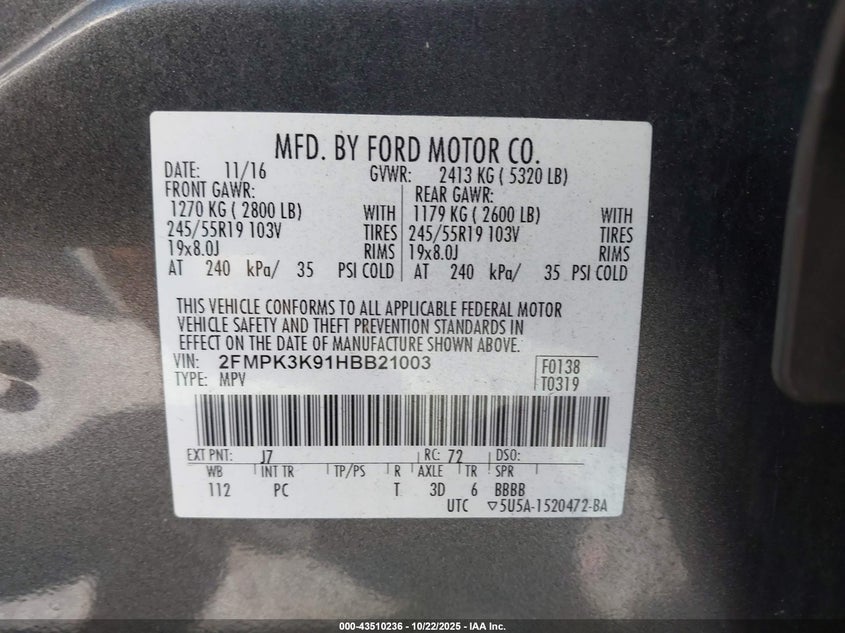 MFD. BY FORD MOTOR CO.
DATE: 11/16 GVWR: 2413 KG ( 5320 LB)
FRONT GAWR: REAR GAWR:
1270 KG ( 2800 LB) WITH 1179 KG ( 2600 LB) WITH
245/55R19 103V TIRES 245/55R19 103V TIRES
19x8.0J RIMS 19x8.0J RIMS
AT 240 kPa/ 35 PSI COLD AT 240 kPa/ 35 PSI COLD
THIS VEHICLE CONFORMS TO ALL APPLICABLE FEDERAL MOTOR
VEHICLE SAFETY AND THEFT PREVENTION STANDARDS IN
EFFECT ON THE DATE OF MANUFACTURE SHOWN ABOVE.
VIN: 2FMPK3K91HBB21003 F0138
TYPE: MPV T0319
EXT PNT: J7 RC: 72 DSO:
WB INT TR TP/PS R AXLE TR SPR
112 PC T 3D 6 BBBB
UTC ▽5U5A-1520472-BA
000-43510236 - 10/22/2025 - IAA Inc.